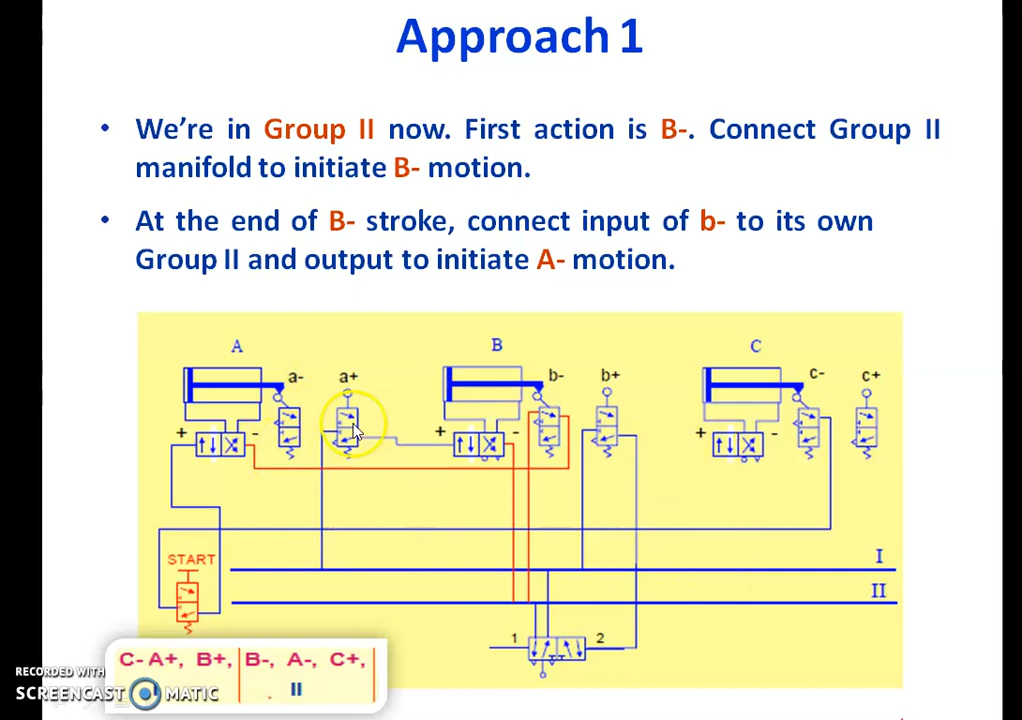 Approach 1
• We're in Group II now. First action is B-. Connect Group II
manifold to initiate B- motion.
• At the end of B- stroke, connect input of b- to its own
Group II and output to initiate A- motion.
A B C
a- a+ b- b+ c- c+
+ - + - + -
START
I
II
1 2
C- A+, B+, B-, A-, C+,
II
RECORDED WITH
SCREENCAST MATIC